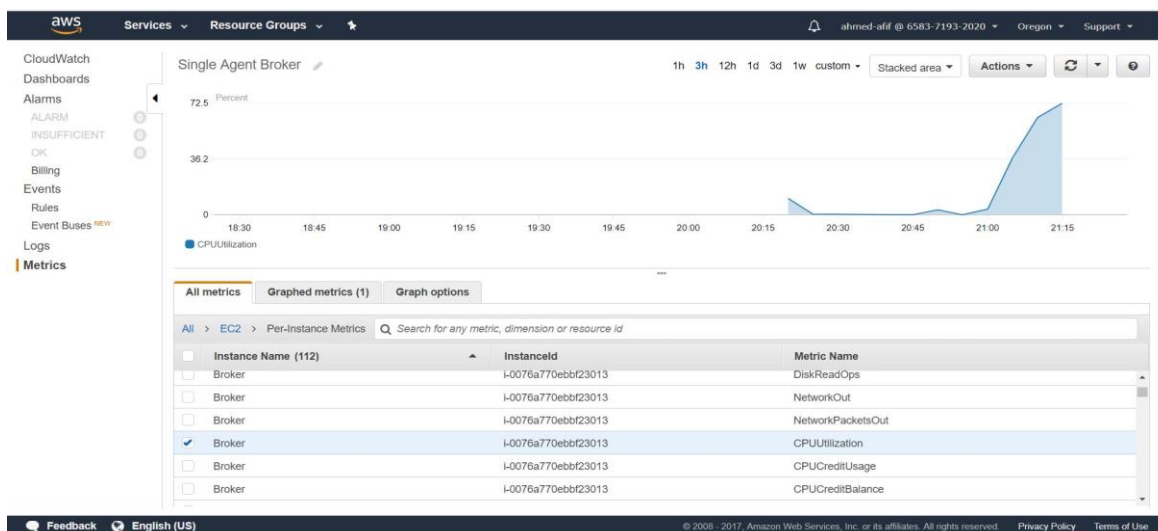 aws Services Resource Groups ahmed-afif @ 6583-7193-2020 Oregon Support
CloudWatch
Dashboards
Alarms
ALARM 0
INSUFFICIENT 0
OK 0
Billing
Events
Rules
Event Buses NEW
Logs
Metrics
Single Agent Broker 1h 3h 12h 1d 3d 1w custom Stacked area Actions
Percent
72.5
36.2
0
18:30 18:45 19:00 19:15 19:30 19:45 20:00 20:15 20:30 20:45 21:00 21:15
CPUUtilization
All metrics Graphed metrics (1) Graph options
All > EC2 > Per-Instance Metrics Search for any metric, dimension or resource id
Instance Name (112) InstanceId Metric Name
Broker i-0076a770ebbf23013 DiskReadOps
Broker i-0076a770ebbf23013 NetworkOut
Broker i-0076a770ebbf23013 NetworkPacketsOut
Broker i-0076a770ebbf23013 CPUUtilization
Broker i-0076a770ebbf23013 CPUCreditUsage
Broker i-0076a770ebbf23013 CPUCreditBalance
Feedback English (US) © 2008 - 2017, Amazon Web Services, Inc. or its affiliates. All rights reserved. Privacy Policy Terms of Use